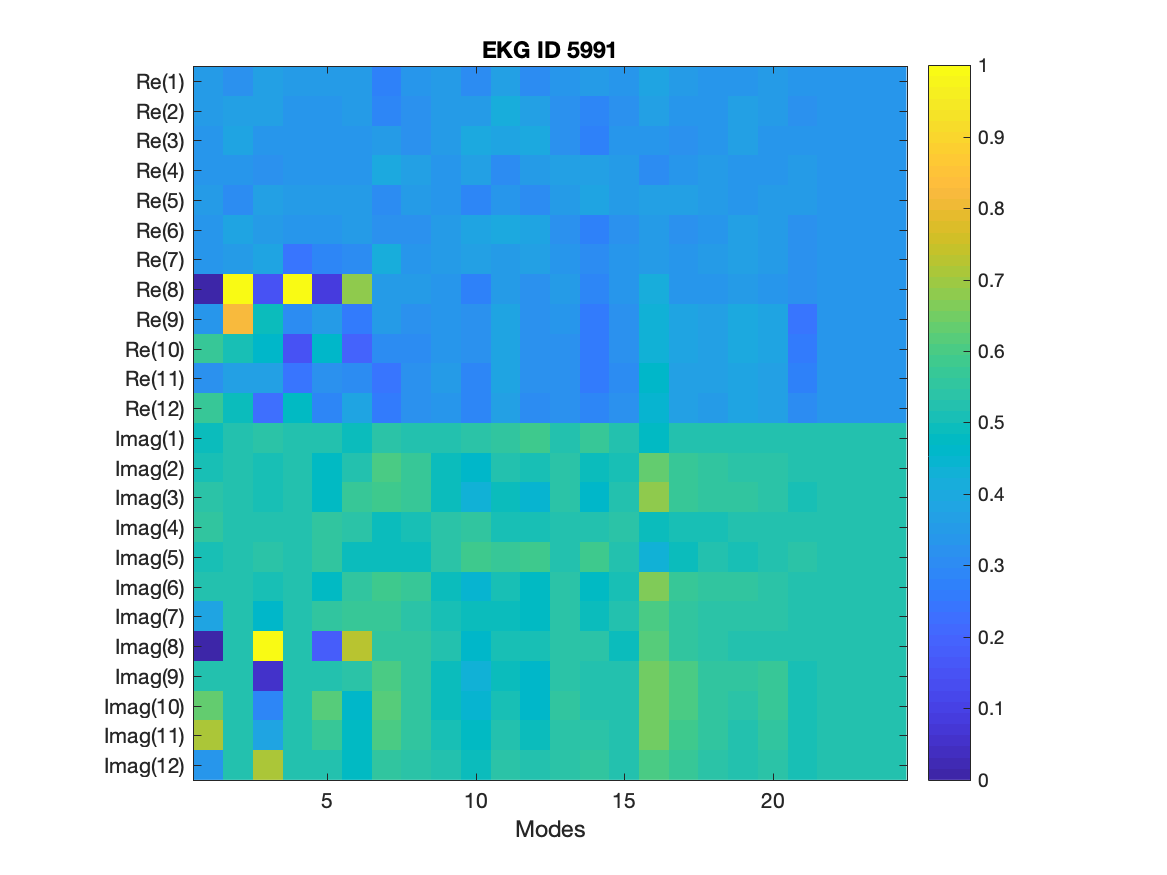 EKG ID 5991
Re(1)
Re(2)
Re(3)
Re(4)
Re(5)
Re(6)
Re(7)
Re(8)
Re(9)
Re(10)
Re(11)
Re(12)
Imag(1)
Imag(2)
Imag(3)
Imag(4)
Imag(5)
Imag(6)
Imag(7)
Imag(8)
Imag(9)
Imag(10)
Imag(11)
Imag(12)
5 10 15 20
Modes
1
0.9
0.8
0.7
0.6
0.5
0.4
0.3
0.2
0.1
0